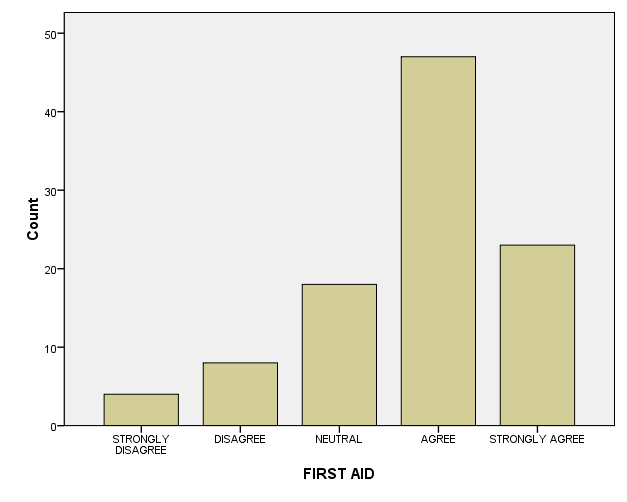 50
40
30
20
10
0
Count
STRONGLY
DISAGREE
DISAGREE
NEUTRAL
AGREE
STRONGLY AGREE
FIRST AID